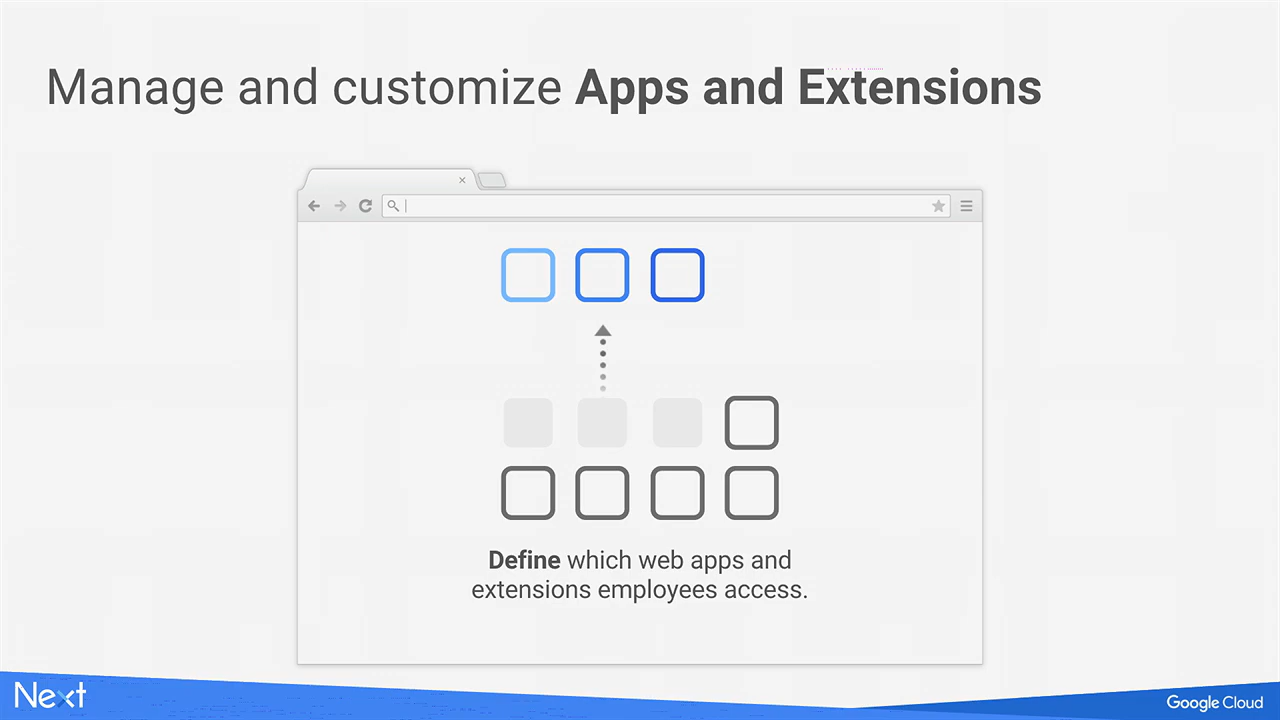 Manage and customize Apps and Extensions
Define which web apps and
extensions employees access.
Next
Google Cloud